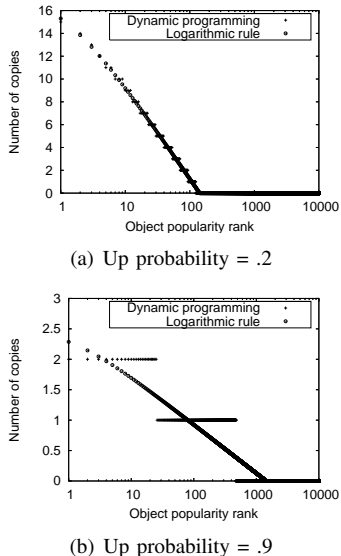 Dynamic programming
Logarithmic rule
Number of copies
16
14
12
10
8
6
4
2
0
1 10 100 1000 10000
Object popularity rank
(a) Up probability = .2
Dynamic programming
Logarithmic rule
Number of copies
3
2.5
2
1.5
1
0.5
0
1 10 100 1000 10000
Object popularity rank
(b) Up probability = .9